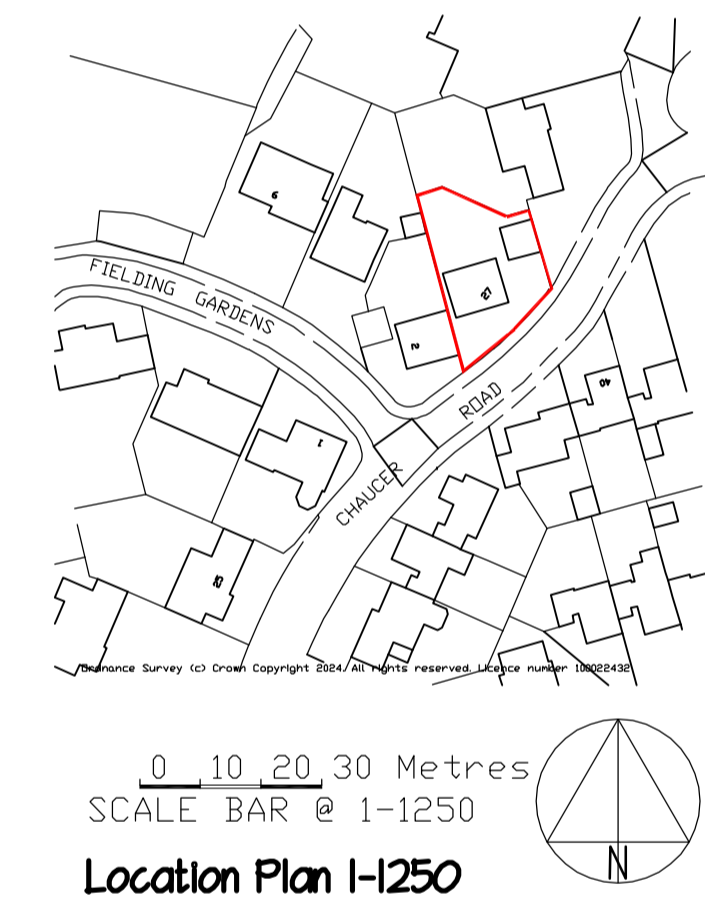 6
FIELDING GARDENS
27
2
40
ROAD
1
CHAUCER
Ordnance Survey (c) Crown Copyright 2024. All rights reserved. Licence number 100022432
0 10 20 30 Metres
SCALE BAR @ 1-1250
N
Location Plan 1-1250